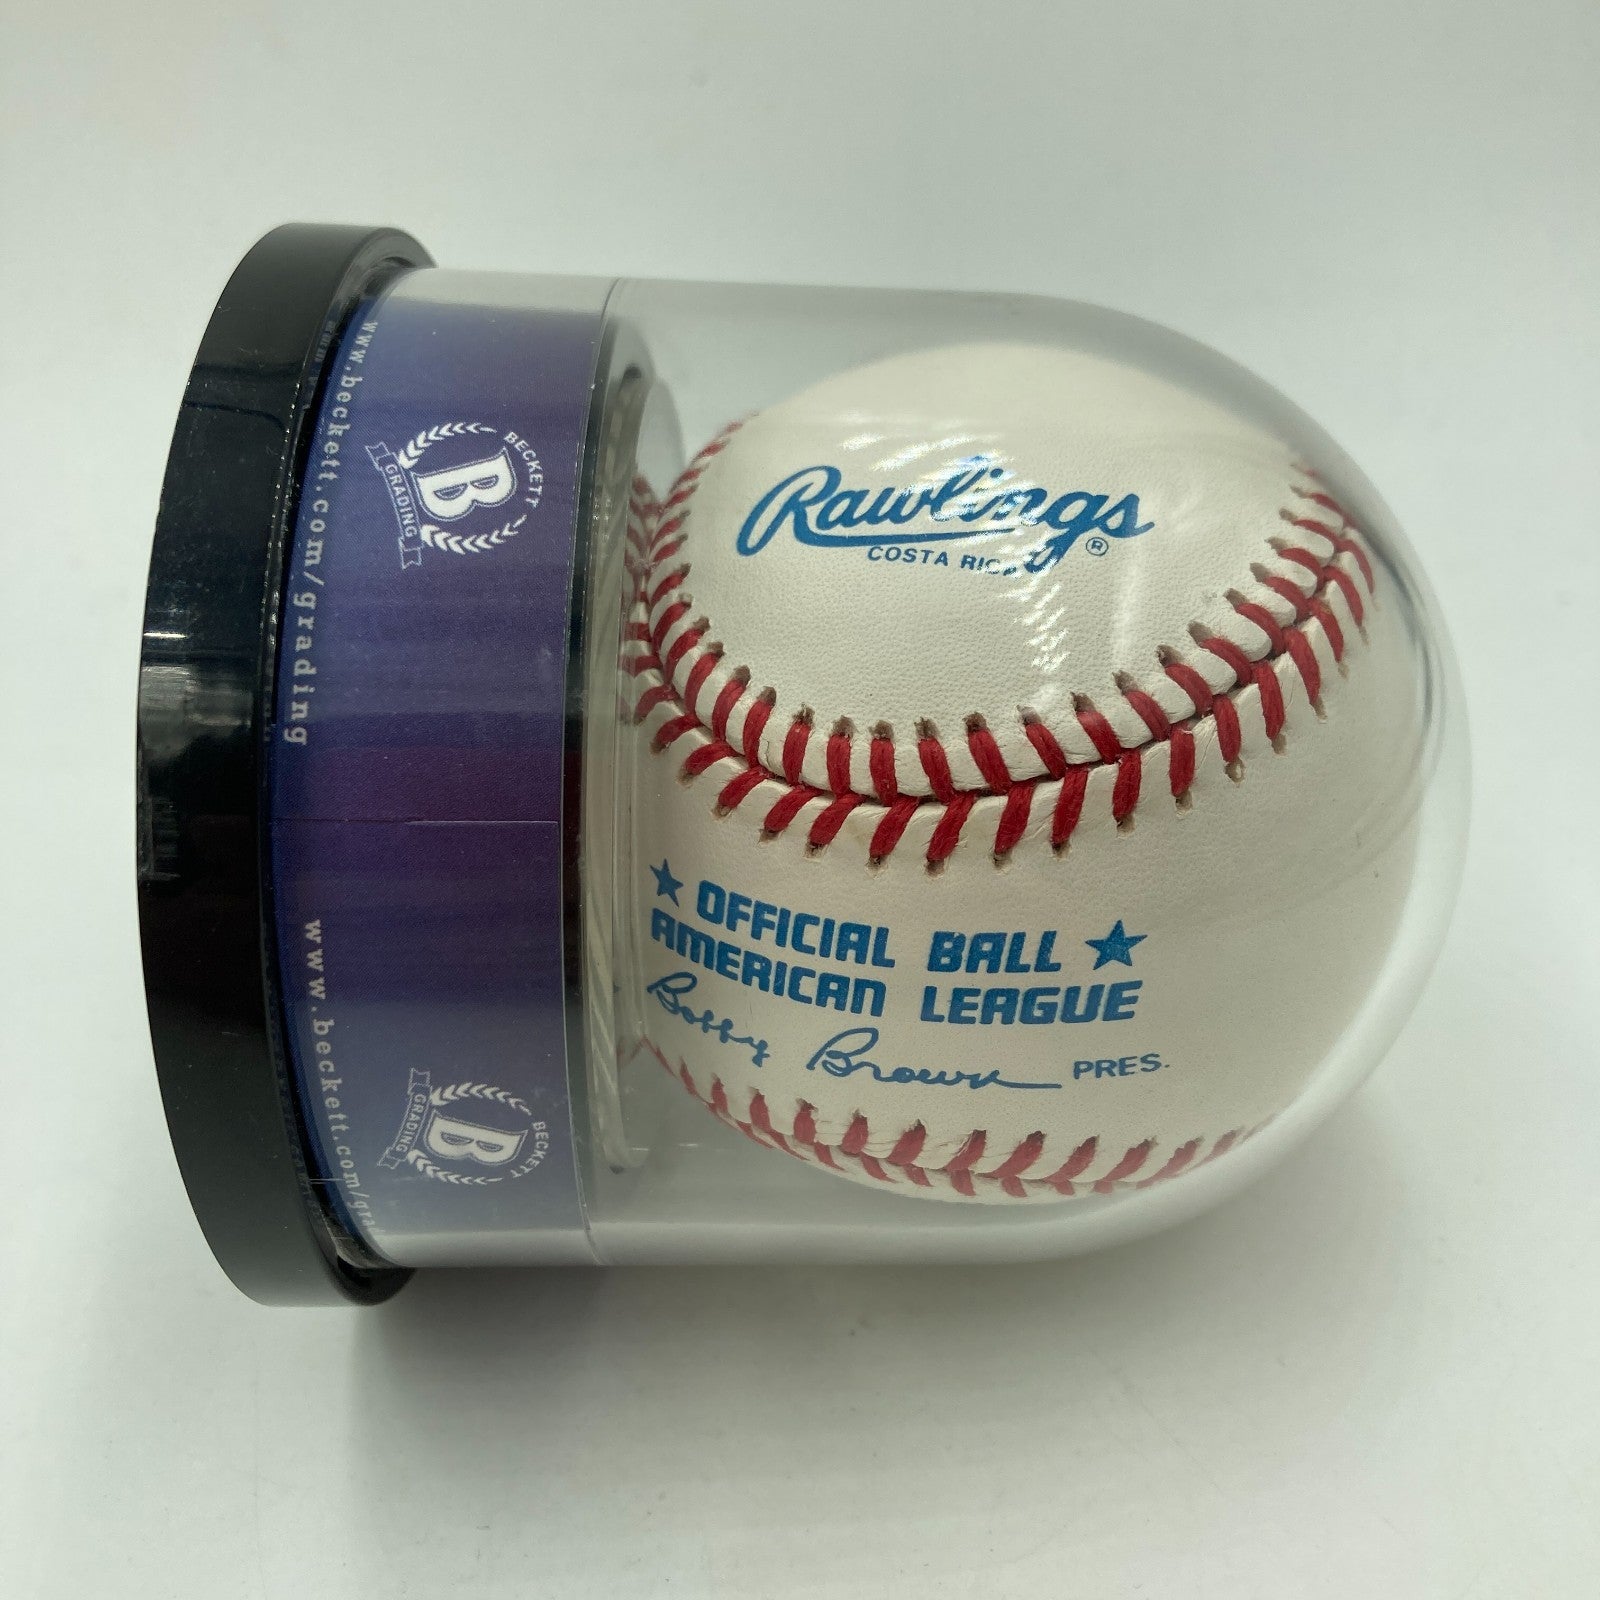 Rawlings ®
COSTA RICA
OFFICIAL BALL
AMERICAN LEAGUE
Bobby Brown PRES.
www.beckett.com/grading
BECKETT
B
GRADING
www.beckett.com/gra
BECKETT
B
GRADING